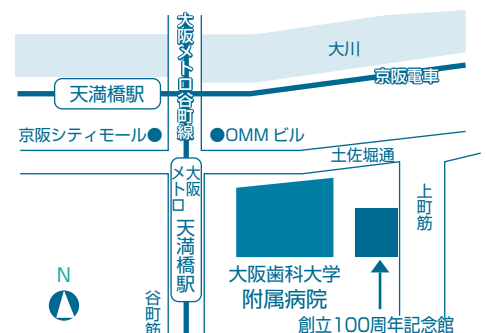 大川
大阪メトロ谷町線
京阪電車
天満橋駅
京阪シティモール●
●OMM ビル
土佐堀通
大阪
メトロ
天満橋駅
上町筋
大阪歯科大学
附属病院
N
谷町筋
創立100周年記念館